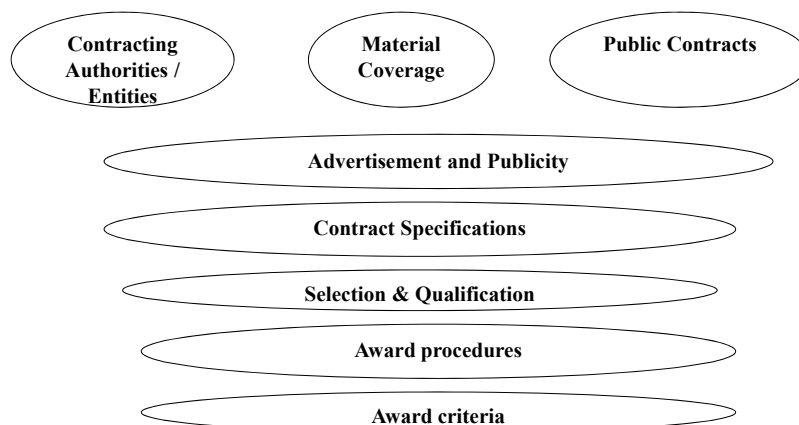 Contracting
Authorities /
Entities
Material
Coverage
Public Contracts
Advertisement and Publicity
Contract Specifications
Selection & Qualification
Award procedures
Award criteria